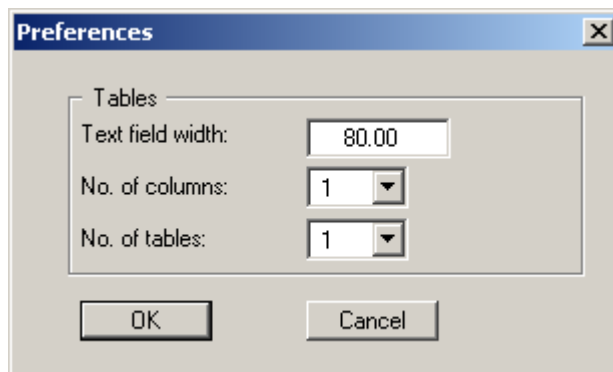 Preferences
Tables
Text field width: 80.00
No. of columns: 1
No. of tables: 1
OK Cancel